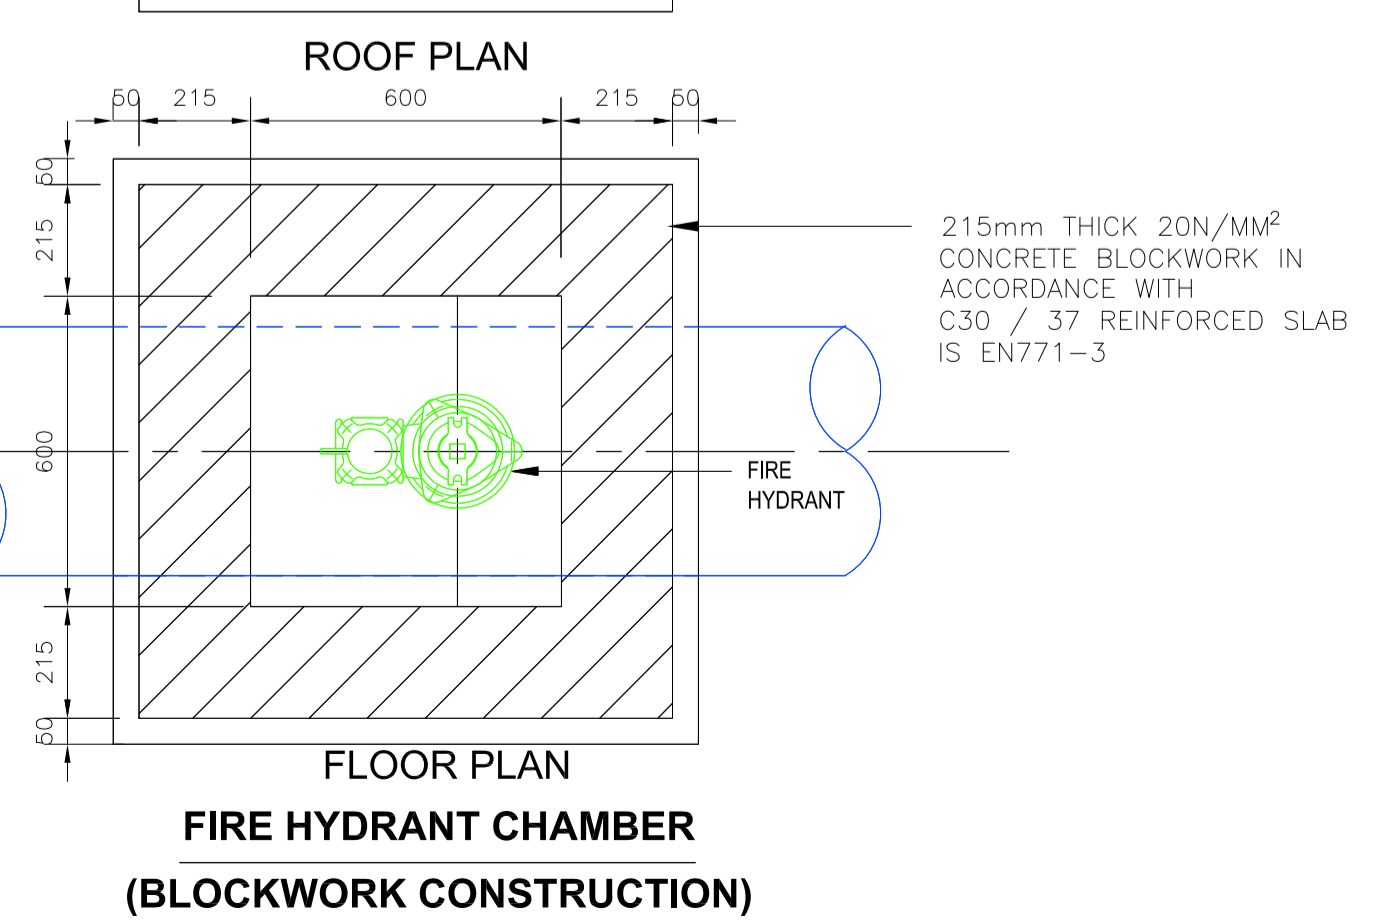 ROOF PLAN
50 215 600 215 50
50
215
600
215
50
215mm THICK 20N/MM²
CONCRETE BLOCKWORK IN
ACCORDANCE WITH
C30 / 37 REINFORCED SLAB
IS EN771-3
FIRE
HYDRANT
FLOOR PLAN
FIRE HYDRANT CHAMBER
(BLOCKWORK CONSTRUCTION)